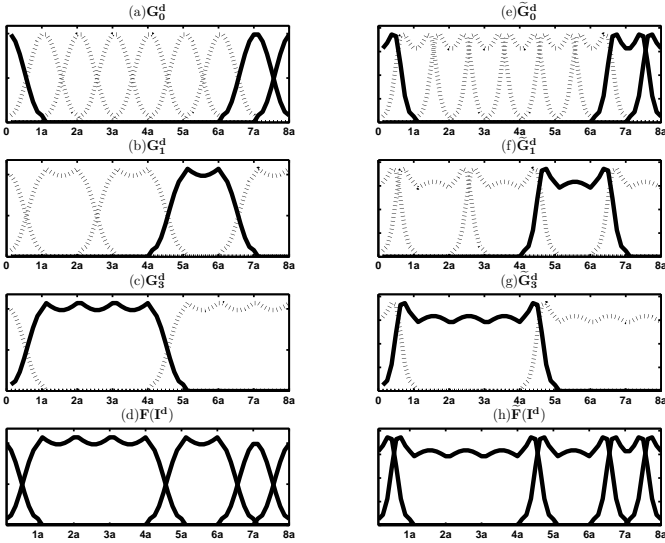 (a)G₀ᵈ
0 1a 2a 3a 4a 5a 6a 7a 8a
(b)G₁ᵈ
0 1a 2a 3a 4a 5a 6a 7a 8a
(c)G₃ᵈ
0 1a 2a 3a 4a 5a 6a 7a 8a
(d)F(Iᵈ)
0 1a 2a 3a 4a 5a 6a 7a 8a
(e)G̃₀ᵈ
1a 2a 3a 4a 5a 6a 7a 8a
(f)G̃₁ᵈ
1a 2a 3a 4a 5a 6a 7a 8a
(g)G̃₃ᵈ
1a 2a 3a 4a 5a 6a 7a 8a
(h)F̃(Iᵈ)
1a 2a 3a 4a 5a 6a 7a 8a